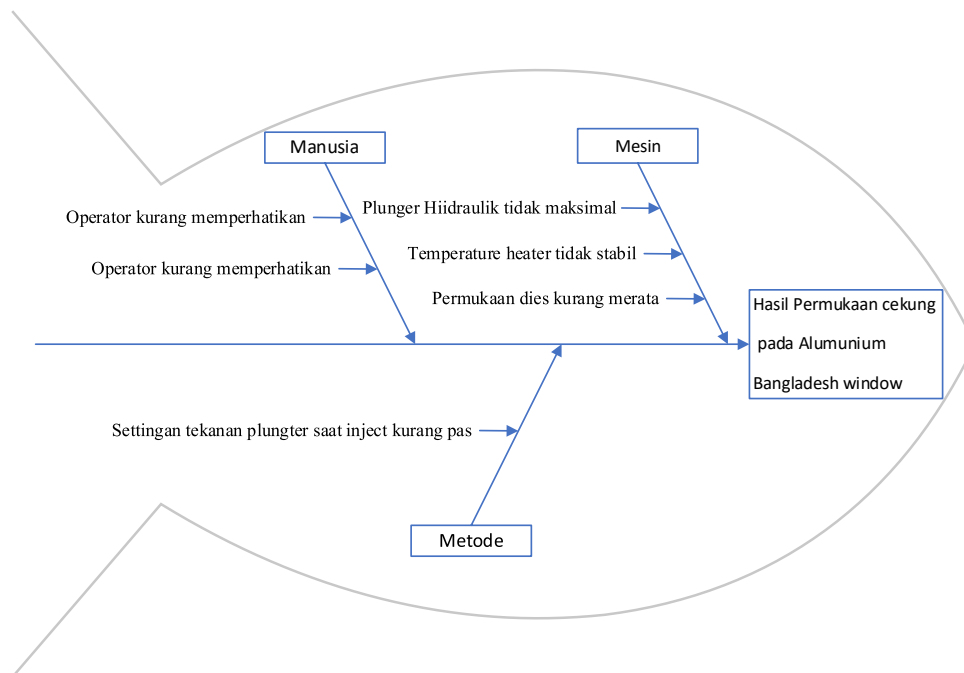 Manusia
Mesin
Operator kurang memperhatikan
Operator kurang memperhatikan
Plunger Hiidraulik tidak maksimal
Temperature heater tidak stabil
Permukaan dies kurang merata
Hasil Permukaan cekung
pada Alumunium
Bangladesh window
Settingan tekanan plungter saat inject kurang pas
Metode